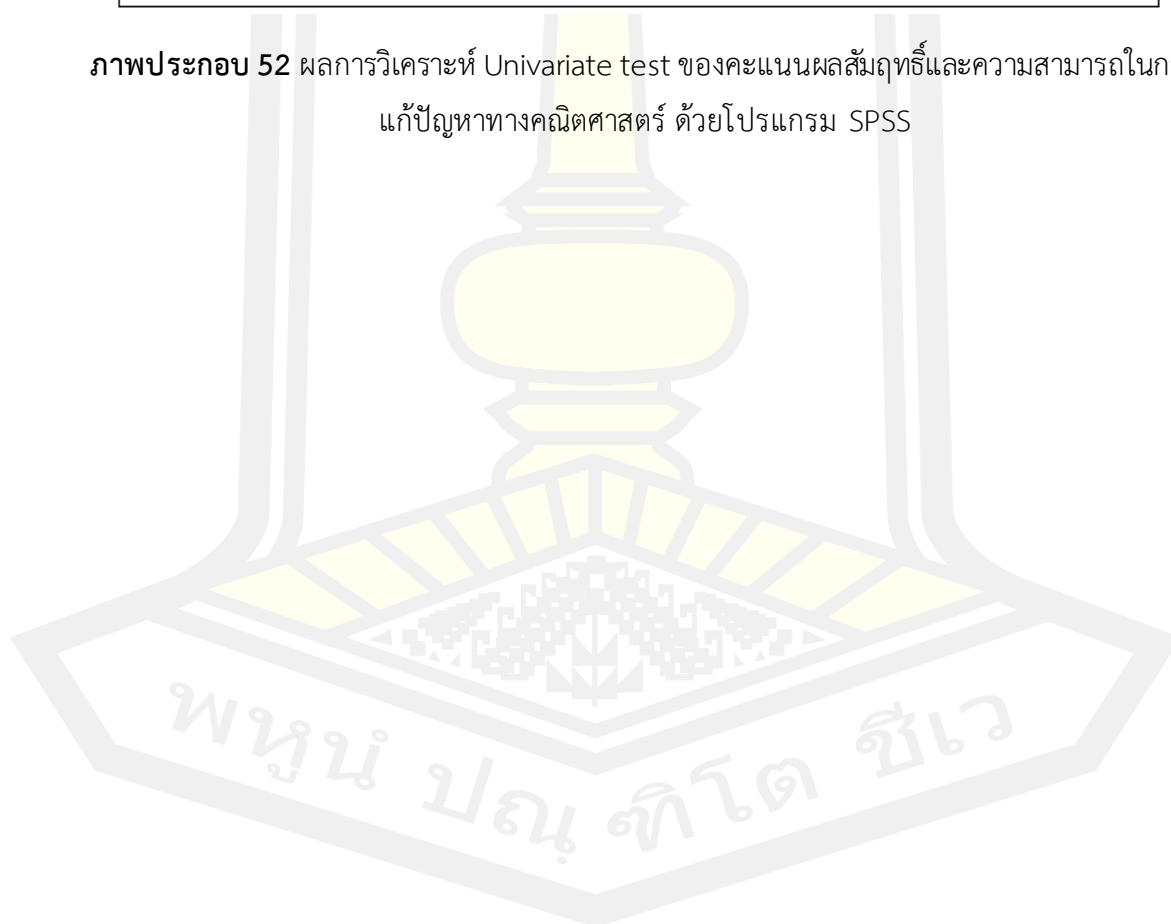 ภาพประกอบ 52 ผลการวิเคราะห์ Univariate test ของคะแนนผลสัมฤทธิ์และความสามารถในก
แก้ปัญหาทางคณิตศาสตร์ ด้วยโปรแกรม SPSS
พหูนํ ปณฺฑิโต ชีเว